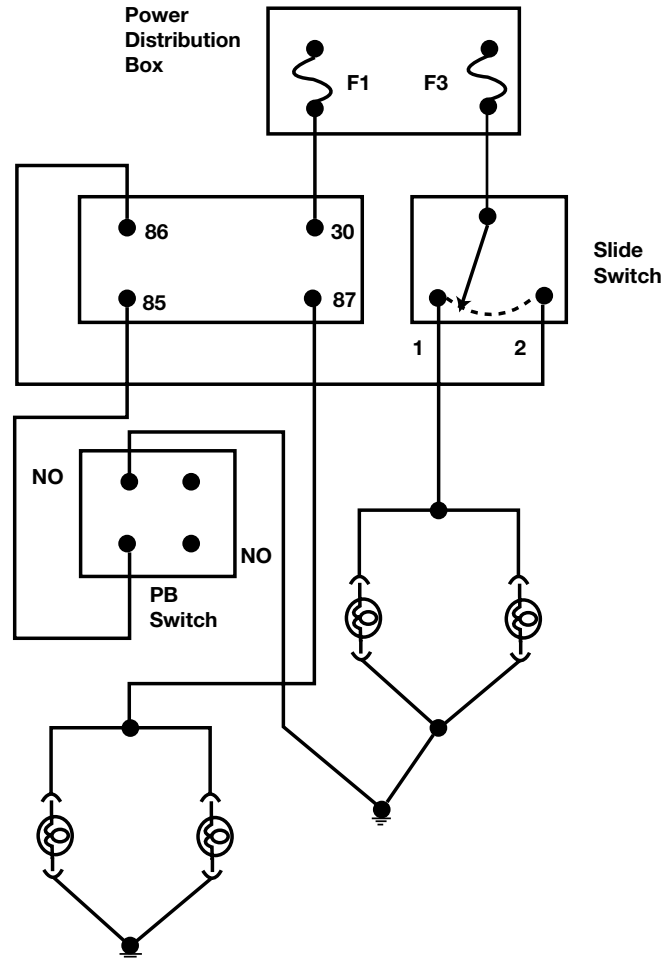 Power
Distribution
Box
F1
F3
86
30
85
87
Slide
Switch
1
2
NO
NO
PB
Switch